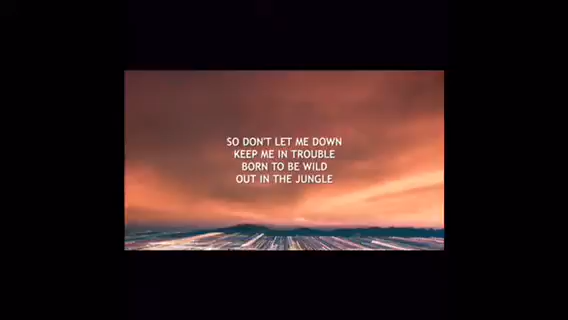 SO DON'T LET ME DOWN
KEEP ME IN TROUBLE
BORN TO BE WILD
OUT IN THE JUNGLE